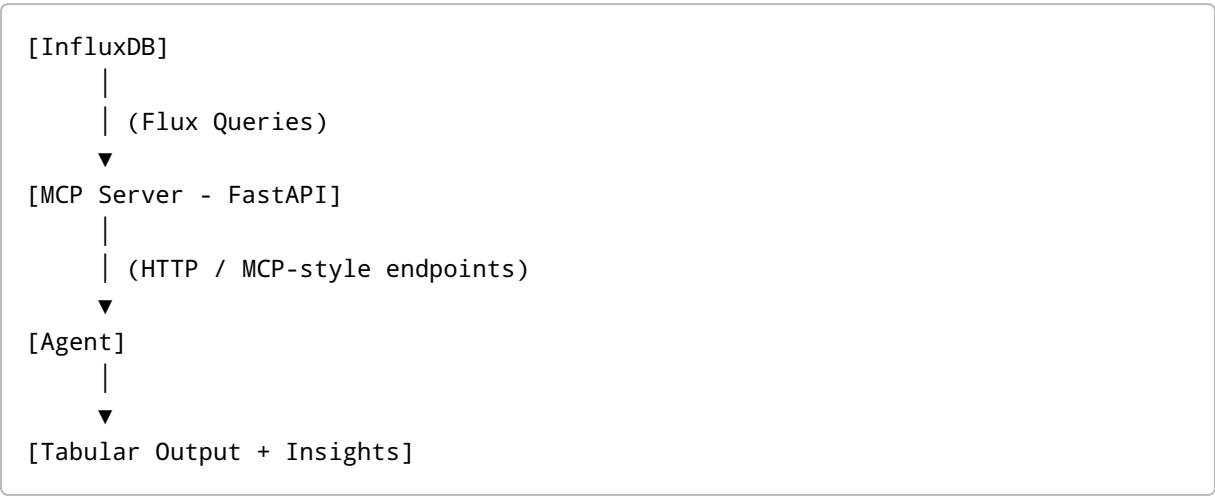 [InfluxDB]
│
│ (Flux Queries)
▼
[MCP Server - FastAPI]
│
│ (HTTP / MCP-style endpoints)
▼
[Agent]
│
▼
[Tabular Output + Insights]